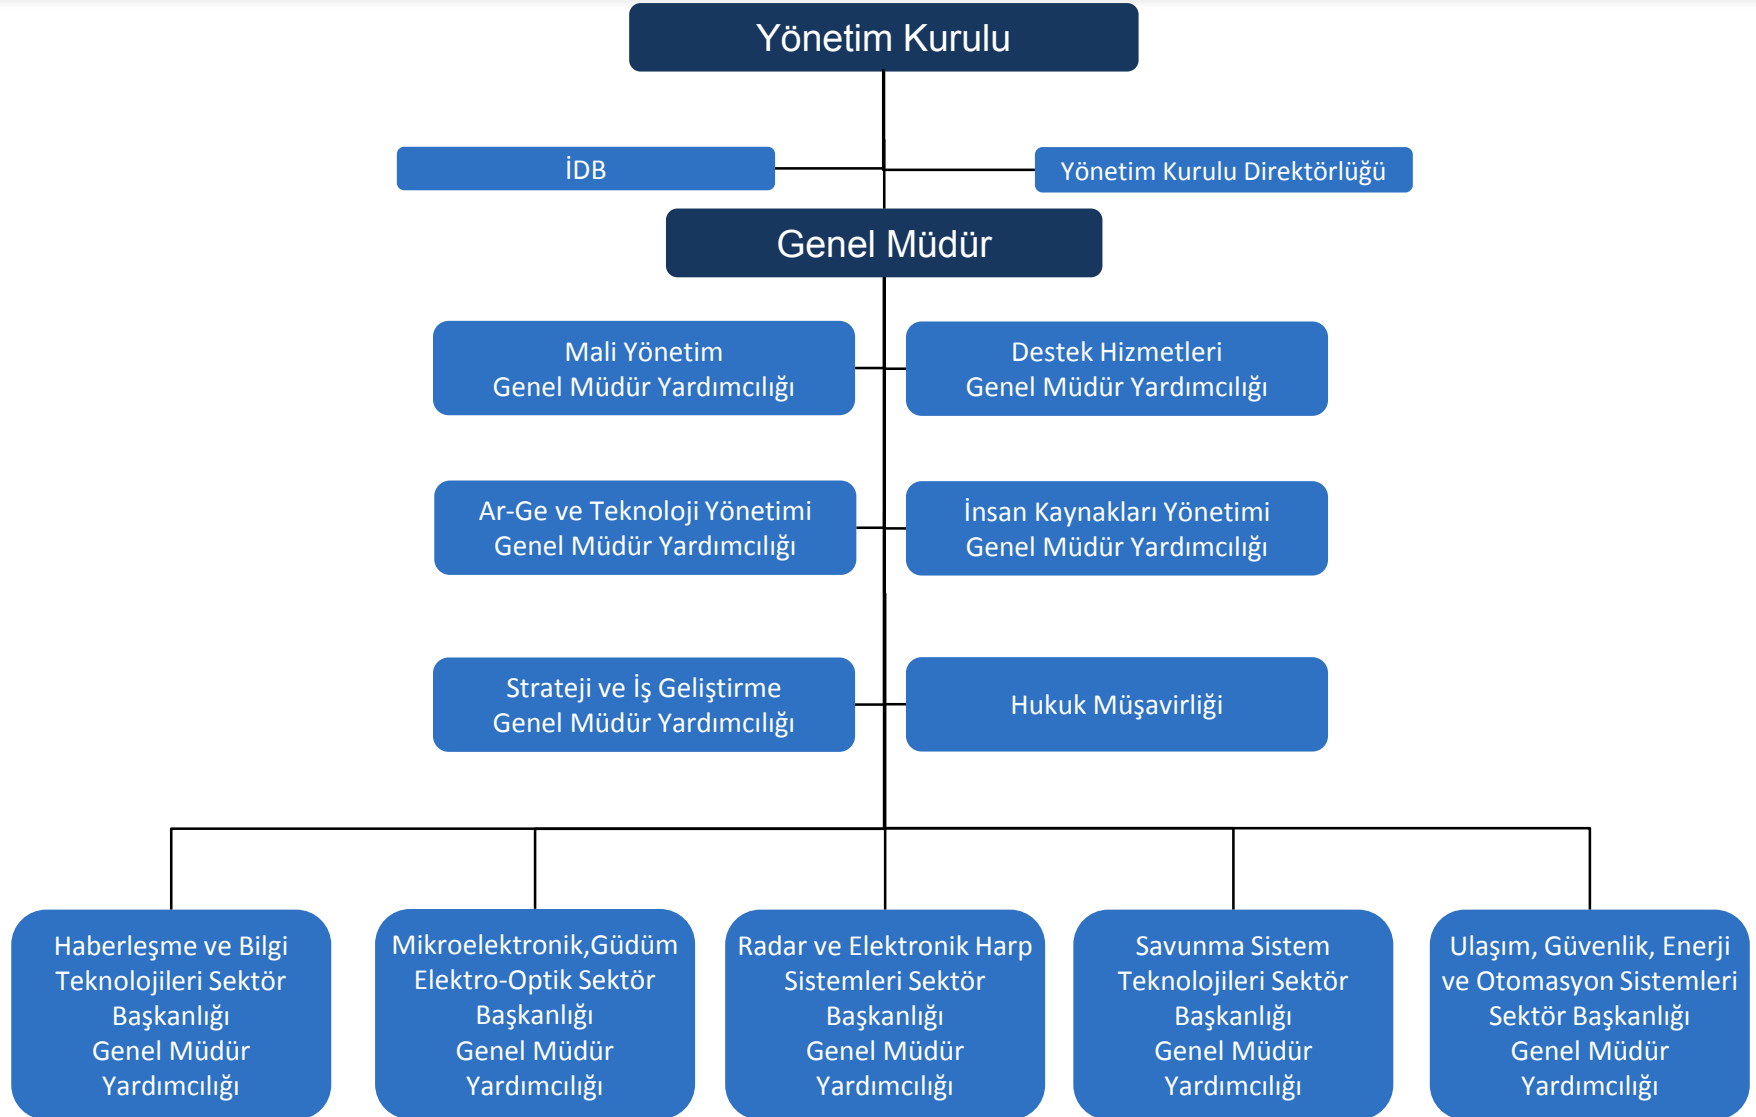 Yönetim Kurulu
İDB
Yönetim Kurulu Direktörlüğü
Genel Müdür
Mali Yönetim
Genel Müdür Yardımcılığı
Destek Hizmetleri
Genel Müdür Yardımcılığı
Ar-Ge ve Teknoloji Yönetimi
Genel Müdür Yardımcılığı
İnsan Kaynakları Yönetimi
Genel Müdür Yardımcılığı
Strateji ve İş Geliştirme
Genel Müdür Yardımcılığı
Hukuk Müşavirliği
Haberleşme ve Bilgi
Teknolojileri Sektör
Başkanlığı
Genel Müdür
Yardımcılığı
Mikroelektronik,Güdüm
Elektro-Optik Sektör
Başkanlığı
Genel Müdür
Yardımcılığı
Radar ve Elektronik Harp
Sistemleri Sektör
Başkanlığı
Genel Müdür
Yardımcılığı
Savunma Sistem
Teknolojileri Sektör
Başkanlığı
Genel Müdür
Yardımcılığı
Ulaşım, Güvenlik, Enerji
ve Otomasyon Sistemleri
Sektör Başkanlığı
Genel Müdür
Yardımcılığı